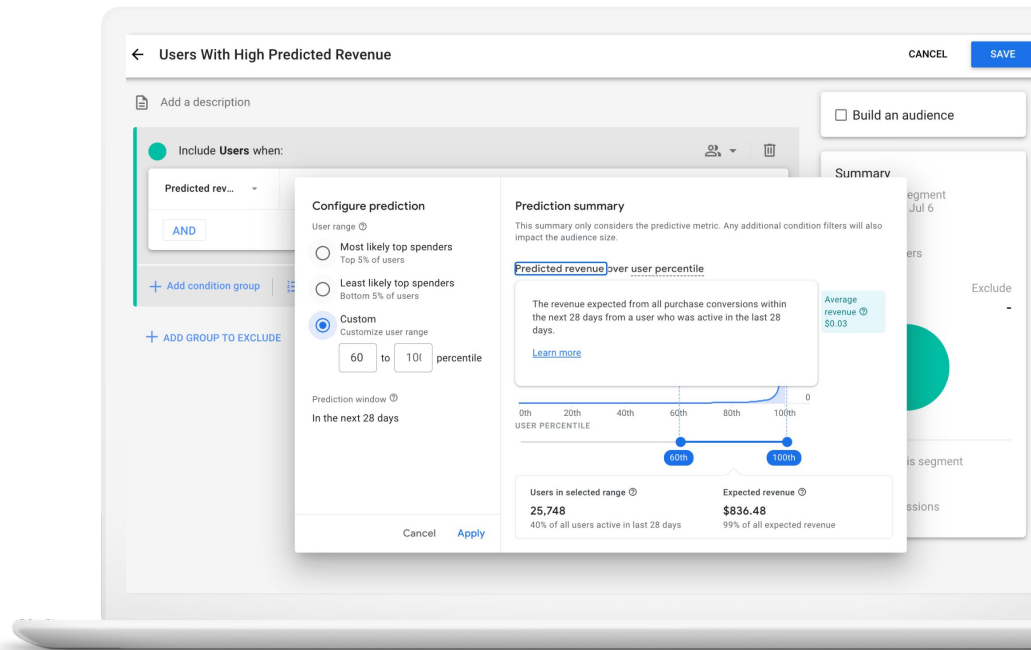 Users With High Predicted Revenue
CANCEL
SAVE
Add a description
Build an audience
Include Users when:
Summary
Predicted rev...
Jul 6
AND
Add condition group
Exclude
-
ADD GROUP TO EXCLUDE
Configure prediction
User range
Most likely top spenders
Top 5% of users
Least likely top spenders
Bottom 5% of users
Custom
Customize user range
60 to 10 percentile
Prediction window
In the next 28 days
Cancel
Apply
Prediction summary
This summary only considers the predictive metric. Any additional condition filters will also
impact the audience size.
Predicted revenue over user percentile
The revenue expected from all purchase conversions within
the next 28 days from a user who was active in the last 28
days.
Learn more
Average
revenue
$0.03
0
0th 20th 40th 60th 80th 100th
USER PERCENTILE
60th 100th
Users in selected range
25,748
40% of all users active in last 28 days
Expected revenue
$836.48
99% of all expected revenue
is segment